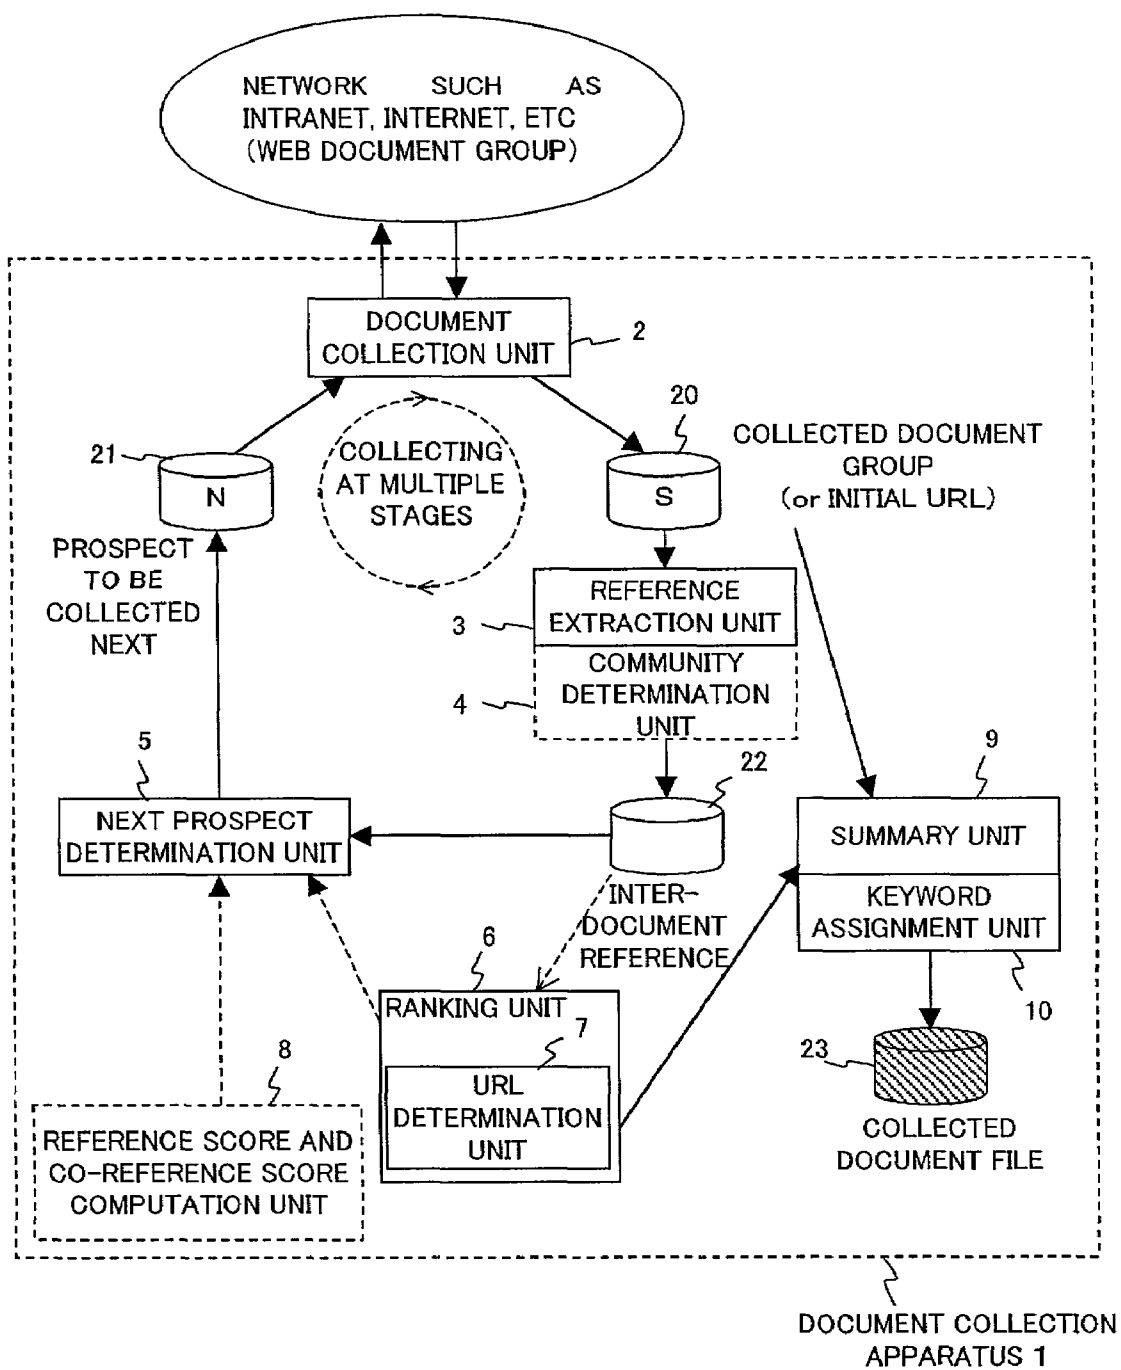 NETWORK SUCH AS
INTRANET, INTERNET, ETC
(WEB DOCUMENT GROUP)
DOCUMENT
COLLECTION UNIT
2
20
21
N
COLLECTING
AT MULTIPLE
STAGES
S
COLLECTED DOCUMENT
GROUP
(or INITIAL URL)
PROSPECT
TO BE
COLLECTED
NEXT
REFERENCE
EXTRACTION UNIT
3
COMMUNITY
DETERMINATION
UNIT
4
5
22
9
NEXT PROSPECT
DETERMINATION UNIT
SUMMARY UNIT
KEYWORD
ASSIGNMENT UNIT
INTER-
DOCUMENT
REFERENCE
6
RANKING UNIT
7
10
URL
DETERMINATION
UNIT
8
23
REFERENCE SCORE AND
CO-REFERENCE SCORE
COMPUTATION UNIT
COLLECTED
DOCUMENT FILE
DOCUMENT COLLECTION
APPARATUS 1